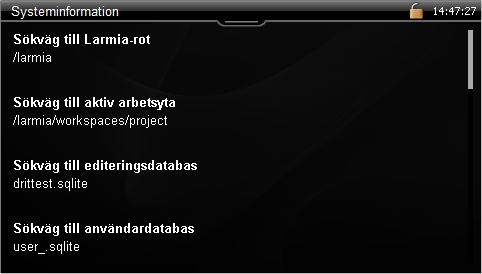 Systeminformation
14:47:27
Sökväg till Larmia-rot
/larmia
Sökväg till aktiv arbetsyta
/larmia/workspaces/project
Sökväg till editeringsdatabas
drittest.sqlite
Sökväg till användardatabas
user_.sqlite